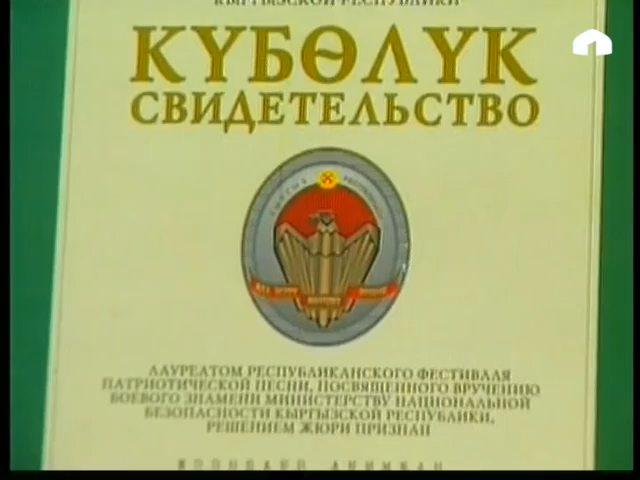 КЫРГЫЗСКОЙ РЕСПУБЛИКИ
КҮБӨЛҮК
СВИДЕТЕЛЬСТВО
ЛАУРЕАТОМ РЕСПУБЛИКАНСКОГО ФЕСТИВАЛЯ
ПАТРИОТИЧЕСКОЙ ПЕСНИ, ПОСВЯЩЕННОГО ВРУЧЕНИЮ
БОЕВОГО ЗНАМЕНИ МИНИСТЕРСТВУ НАЦИОНАЛЬНОЙ
БЕЗОПАСНОСТИ КЫРГЫЗСКОЙ РЕСПУБЛИКИ,
РЕШЕНИЕМ ЖЮРИ ПРИЗНАН